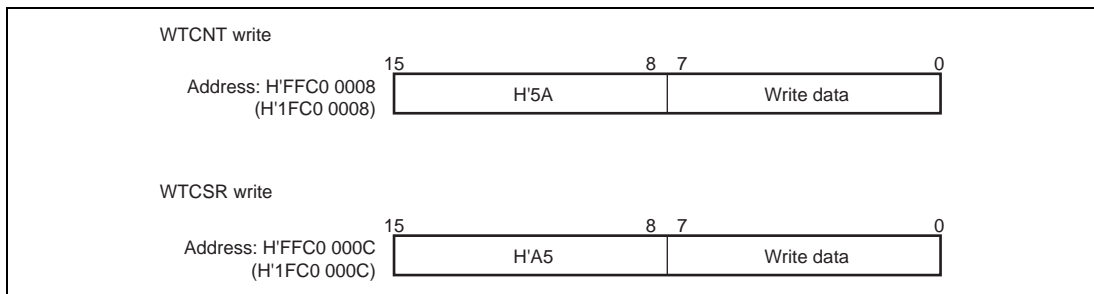 WTCNT write
15 8 7 0
Address: H'FFC0 0008 H'5A Write data
(H'1FC0 0008)
WTCSR write
15 8 7 0
Address: H'FFC0 000C H'A5 Write data
(H'1FC0 000C)